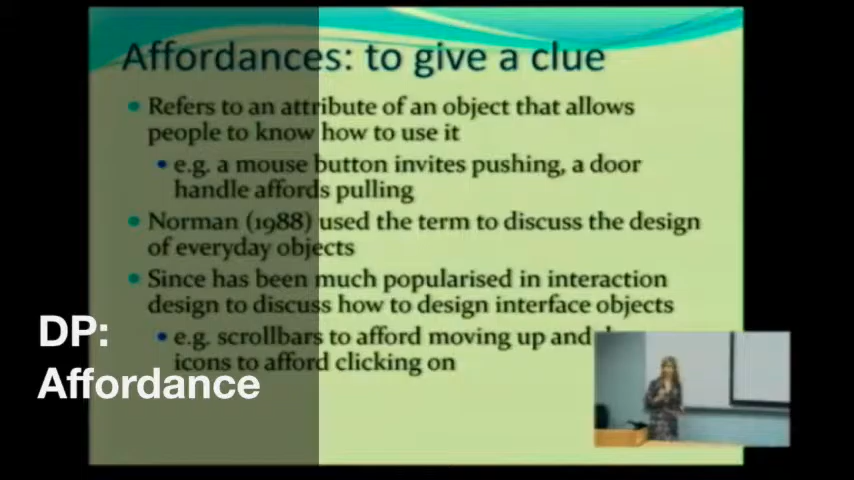 Affordances: to give a clue
Refers to an attribute of an object that allows
people to know how to use it
e.g. a mouse button invites pushing, a door
handle affords pulling
Norman (1988) used the term to discuss the design
of everyday objects
Since has been much popularised in interaction
design to discuss how to design interface objects
e.g. scrollbars to afford moving up and
icons to afford clicking on
DP:
Affordance